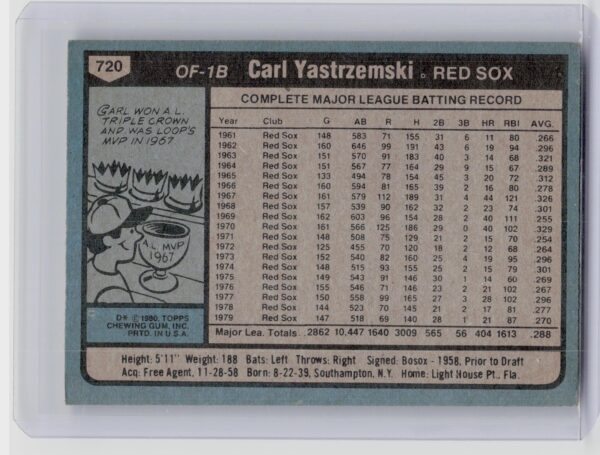 720
OF-1B Carl Yastrzemski . RED SOX
COMPLETE MAJOR LEAGUE BATTING RECORD
CARL WON A.L.
TRIPLE CROWN
AND WAS LOOP'S
MVP IN 1967
A.L. MVP
1967
D* © 1980, TOPPS
CHEWING GUM, INC.
PRTD. IN U.S.A.
Year Club G AB R H 2B 3B HR RBI AVG.
1961 Red Sox 148 583 71 155 31 6 11 80 .266
1962 Red Sox 160 646 99 191 43 6 19 94 .296
1963 Red Sox 151 570 91 183 40 3 14 68 .321
1964 Red Sox 151 567 77 164 29 9 15 67 .289
1965 Red Sox 133 494 78 154 45 3 20 72 .312
1966 Red Sox 160 594 81 165 39 2 16 80 .278
1967 Red Sox 161 579 112 189 31 4 44 121 .326
1968 Red Sox 157 539 90 162 32 2 23 74 .301
1969 Red Sox 162 603 96 154 28 2 40 111 .255
1970 Red Sox 161 566 125 186 29 0 40 102 .329
1971 Red Sox 148 508 75 129 21 2 15 70 .254
1972 Red Sox 125 455 70 120 18 2 12 68 .264
1973 Red Sox 152 540 82 160 25 4 19 95 .296
1974 Red Sox 148 515 93 155 25 2 15 79 .301
1975 Red Sox 149 543 91 146 30 1 14 60 .269
1976 Red Sox 155 546 71 146 23 2 21 102 .267
1977 Red Sox 150 558 99 165 27 3 28 102 .296
1978 Red Sox 144 523 70 145 21 2 17 81 .277
1979 Red Sox 147 518 69 140 28 1 21 87 .270
Major Lea. Totals .. 2862 10,447 1640 3009 565 56 404 1613 .288
Height: 5'11" Weight: 188 Bats: Left Throws: Right Signed: Bosox - 1958, Prior to Draft
Acq: Free Agent, 11-28-58 Born: 8-22-39, Southampton, N.Y. Home: Light House Pt., Fla.